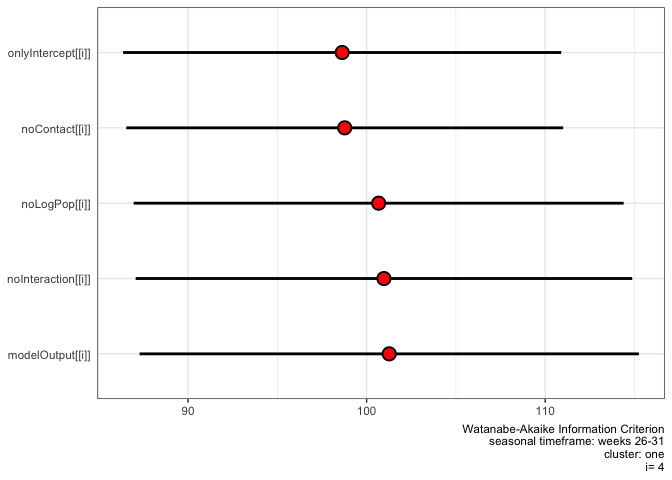 onlyIntercept[[i]]
noContact[[i]]
noLogPop[[i]]
noInteraction[[i]]
modelOutput[[i]]
90 100 110
Watanabe-Akaike Information Criterion
seasonal timeframe: weeks 26-31
cluster: one
i= 4